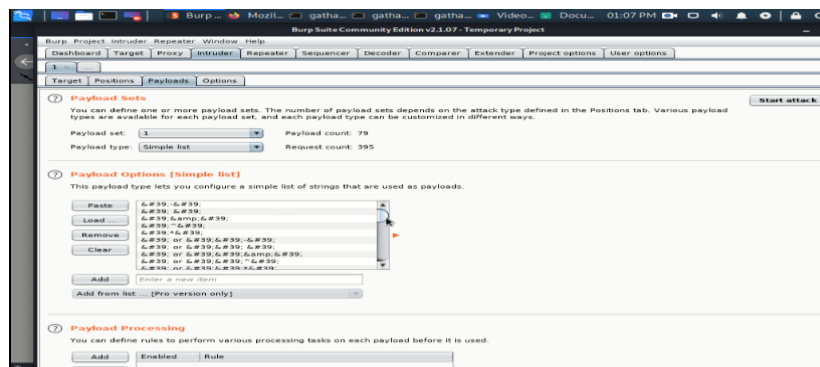 Burp... Mozil... gatha... gatha... gatha... Video... Docu... 01:07 PM
Burp Suite Community Edition v2.1.07 - Temporary Project
Burp Project Intruder Repeater Window Help
Dashboard Target Proxy Intruder Repeater Sequencer Decoder Comparer Extender Project options User options
1 ...
Target Positions Payloads Options
Payload Sets
Start attack
You can define one or more payload sets. The number of payload sets depends on the attack type defined in the Positions tab. Various payload
types are available for each payload set, and each payload type can be customized in different ways.
Payload set: 1 Payload count: 79
Payload type: Simple list Request count: 395
Payload Options [Simple list]
This payload type lets you configure a simple list of strings that are used as payloads.
Paste
Load ...
Remove
Clear
&#39;-&#39;
&#39; &#39;
&#39;&amp;&#39;
&#39;^&#39;
&#39;*&#39;
&#39; or &#39;&#39;-&#39;
&#39; or &#39;&#39; &#39;
&#39; or &#39;&#39;&amp;&#39;
&#39; or &#39;&#39;^&#39;
&#39; or &#39;&#39;*&#39;
Add Enter a new item
Add from list ... [Pro version only]
Payload Processing
You can define rules to perform various processing tasks on each payload before it is used.
Add Enabled Rule